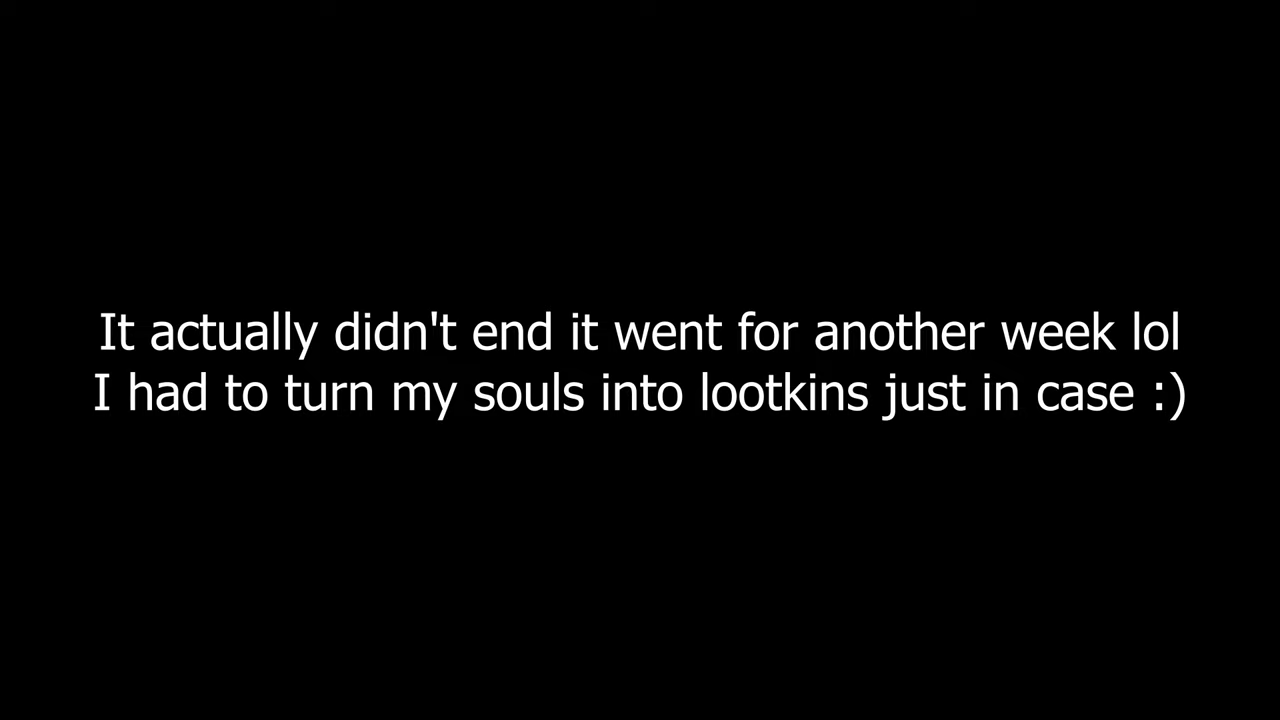 It actually didn't end it went for another week lol
I had to turn my souls into lootkins just in case :)